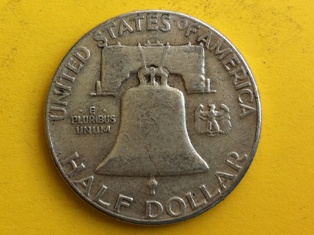 UNITED STATES OF AMERICA
E
PLURIBUS
UNUM
HALF DOLLAR